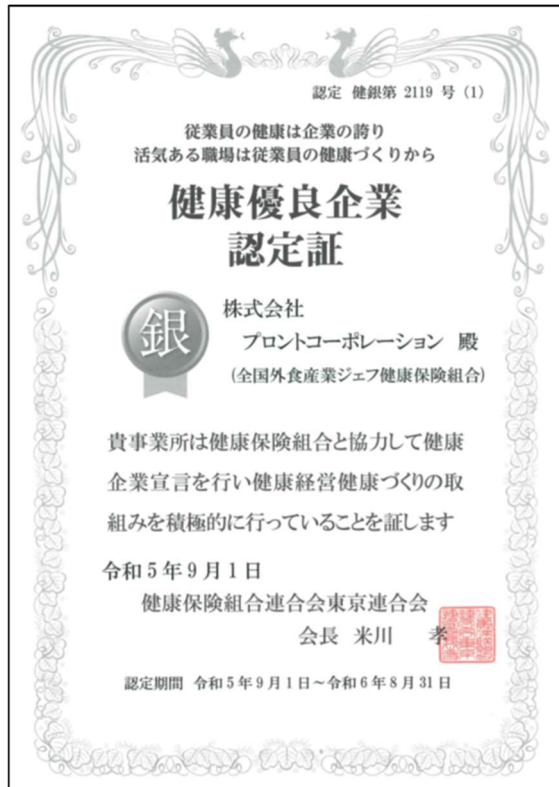 認定 健銀第 2119 号 (1)
従業員の健康は企業の誇り
活気ある職場は従業員の健康づくりから
健康優良企業
認定証
銀
株式会社
プロントコーポレーション 殿
(全国外食産業ジェフ健康保険組合)
貴事業所は健康保険組合と協力して健康
企業宣言を行い健康経営健康づくりの取
組みを積極的に行っていることを証します
令和5年9月1日
健康保険組合連合会東京連合会
会長 米川 孝
認定期間 令和5年9月1日~令和6年8月31日